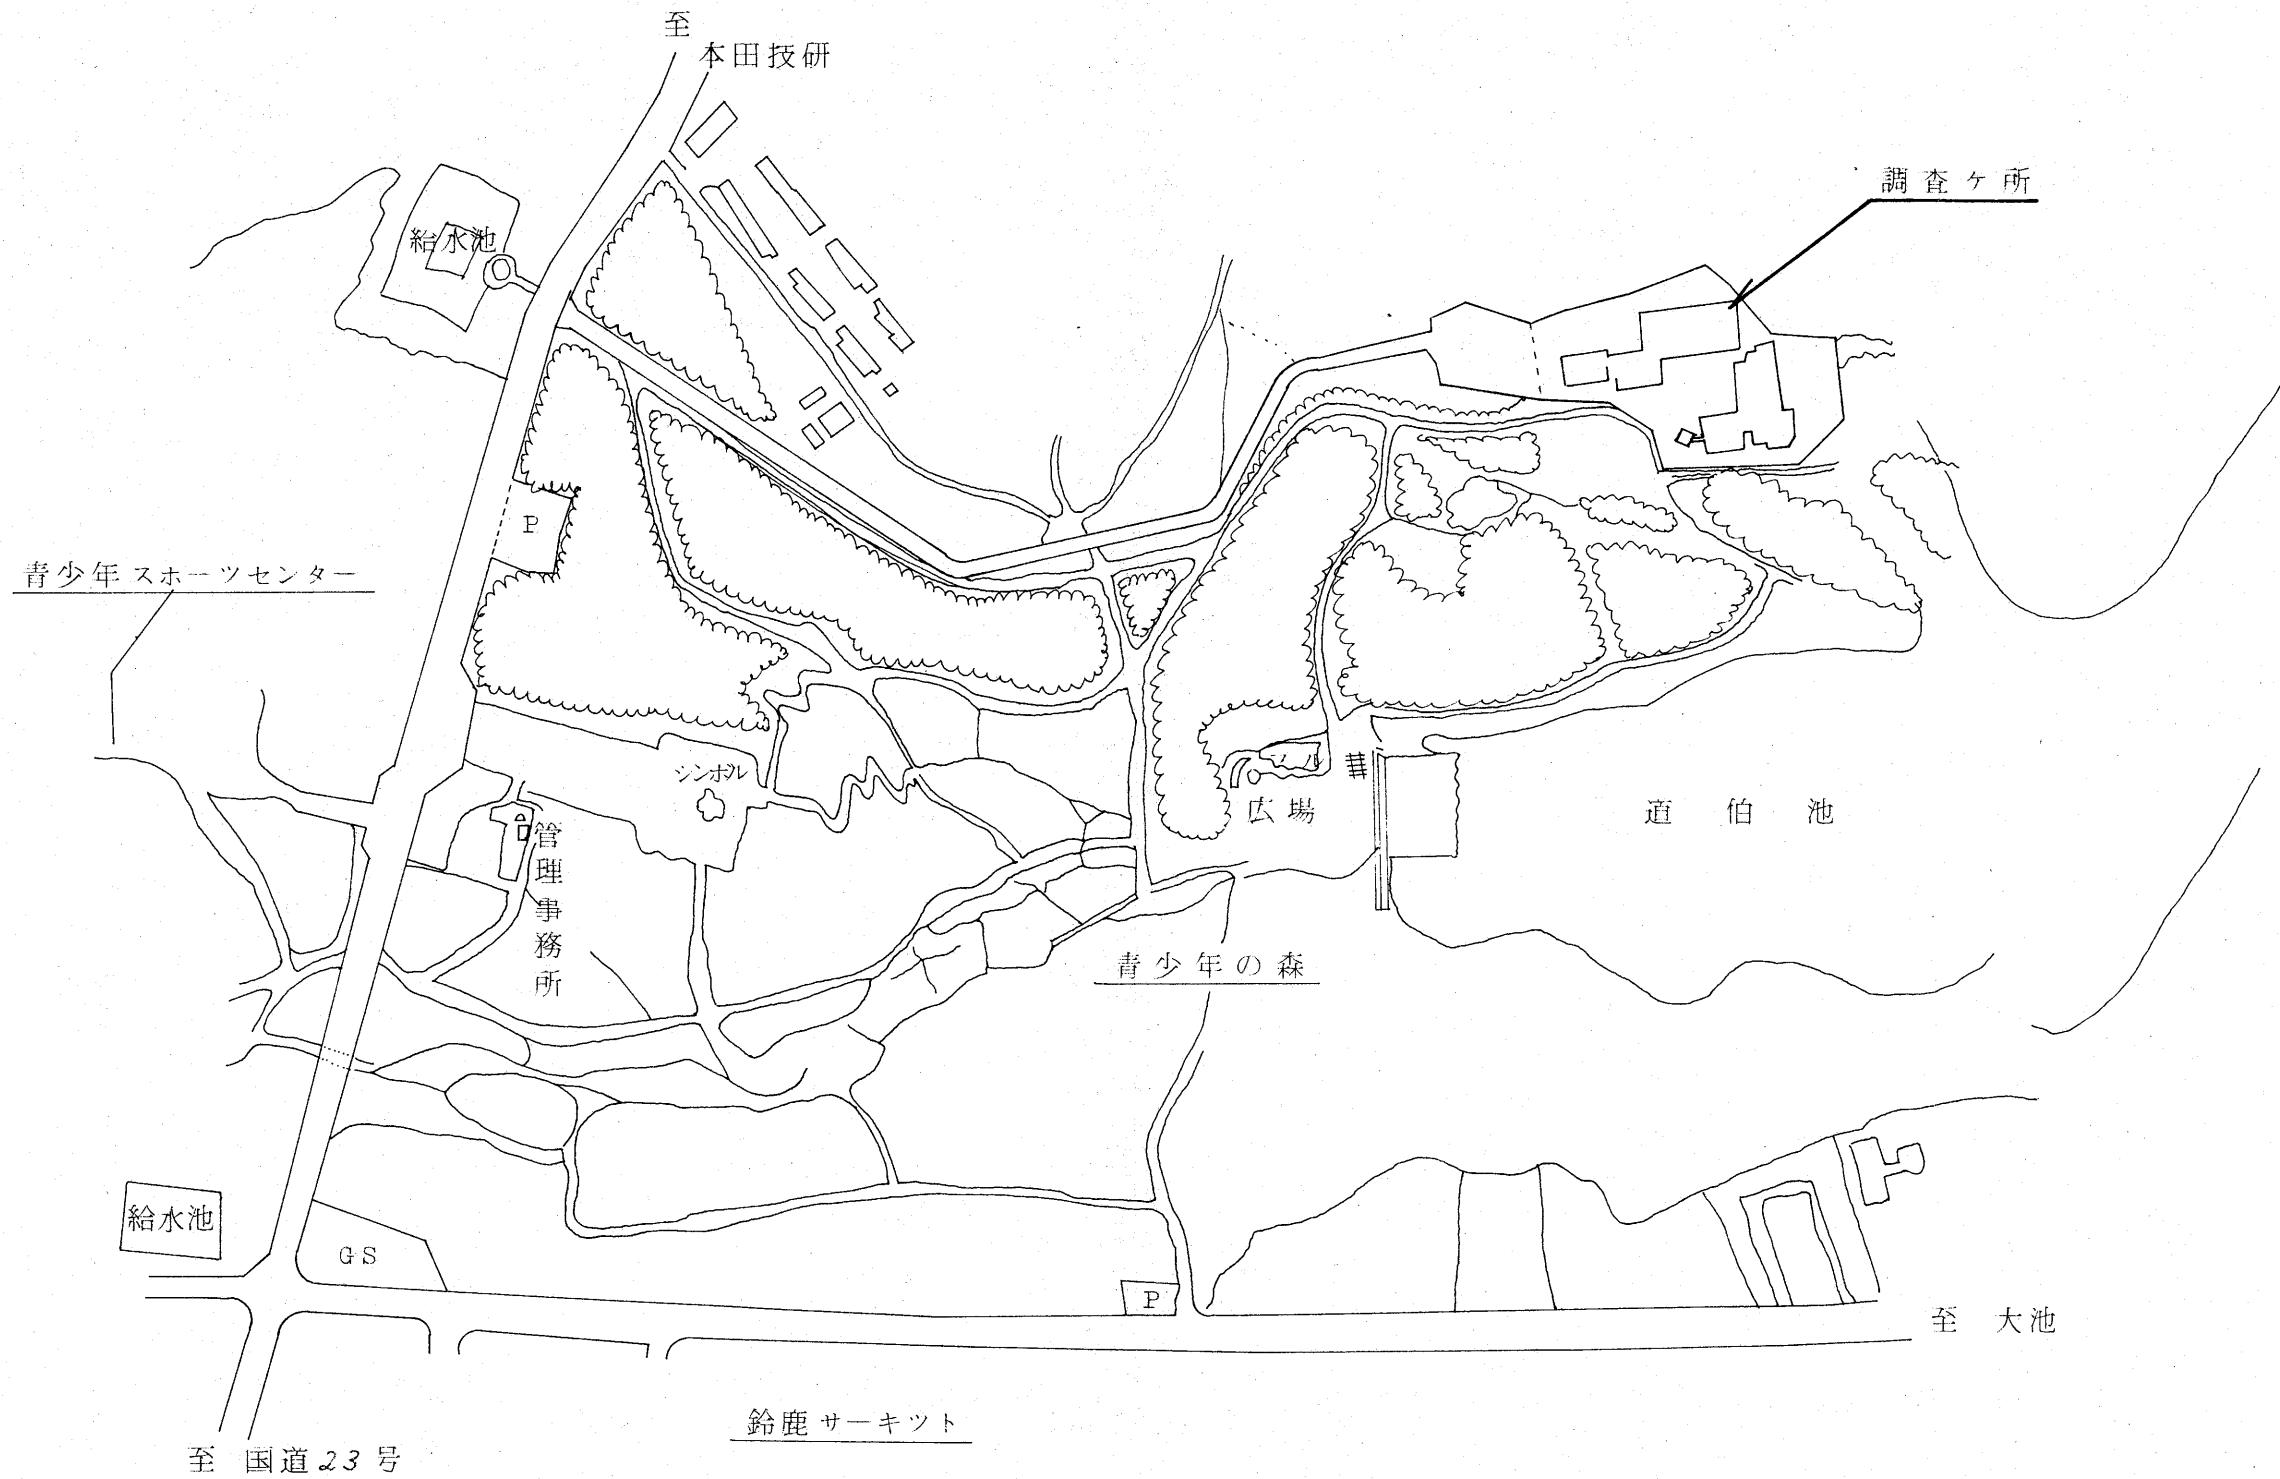 至
本田技研
調査ケ所
給水池
P
青少年スホーツセンター
シンボル
管理事務所
広場
道伯池
青少年の森
給水池
GS
P
至 大池
鈴鹿サーキット
至 国道23号